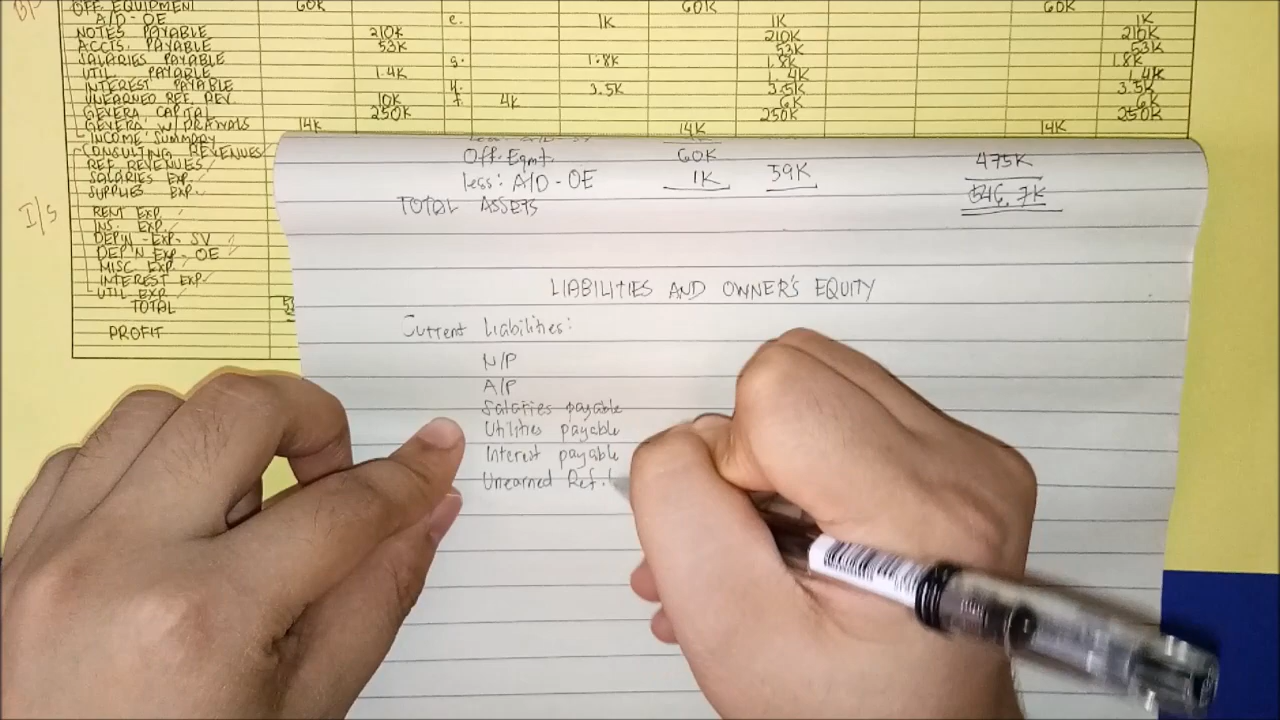 B/S
OFF. EQUIPMENT 60K 60K 60K
A/D - OE e. 1K 1K 1K
NOTES PAYABLE 210K 210K 210K
ACCTS. PAYABLE 53K 53K 53K
SALARIES PAYABLE g. 1.8K 1.8K 1.8K
UTIL PAYABLE 1.4K 1.4K 1.4K
INTEREST PAYABLE h. 3.5K 3.5K 3.5K
UNEARNED REF. REV. 10K f. 4K 6K 6K
GEVERA, CAPITAL 250K 250K 250K
GEVERA, W/DRAWALS 14K 14K 14K
INCOME SUMMARY
CONSULTING REVENUES
REF. REVENUES
SALARIES EXP.
SUPPLIES EXP.
I/S
RENT EXP.
INS. EXP.
DEP'N - EXP. SV
DEP'N EXP - OE
MISC EXP.
INTEREST EXP.
UTIL EXP.
TOTAL
PROFIT
Off. Eqmt. 60K 475K
less: A/D - OE 1K 59K
TOTAL ASSETS 546.7K
LIABILITIES AND OWNER'S EQUITY
Current Liabilities:
N/P
A/P
Salaries payable
Utilities payable
Interest payable
Unearned Ref.